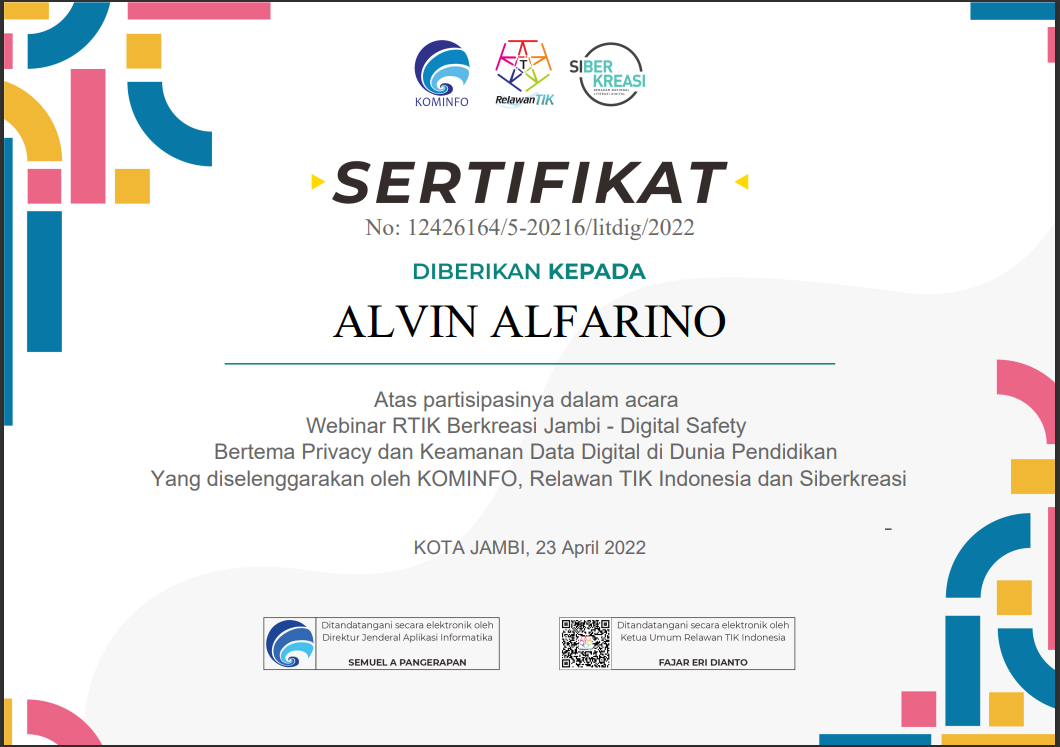 KOMINFO
T
RelawanTIK
SIBER
KREASI
GERAKAN NASIONAL
LITERASI DIGITAL
SERTIFIKAT
No: 12426164/5-20216/litdig/2022
DIBERIKAN KEPADA
ALVIN ALFARINO
Atas partisipasinya dalam acara
Webinar RTIK Berkreasi Jambi - Digital Safety
Bertema Privacy dan Keamanan Data Digital di Dunia Pendidikan
Yang diselenggarakan oleh KOMINFO, Relawan TIK Indonesia dan Siberkreasi
-
KOTA JAMBI, 23 April 2022
Ditandatangani secara elektronik oleh
Direktur Jenderal Aplikasi Informatika
SEMUEL A PANGERAPAN
Ditandatangani secara elektronik oleh
Ketua Umum Relawan TIK Indonesia
FAJAR ERI DIANTO